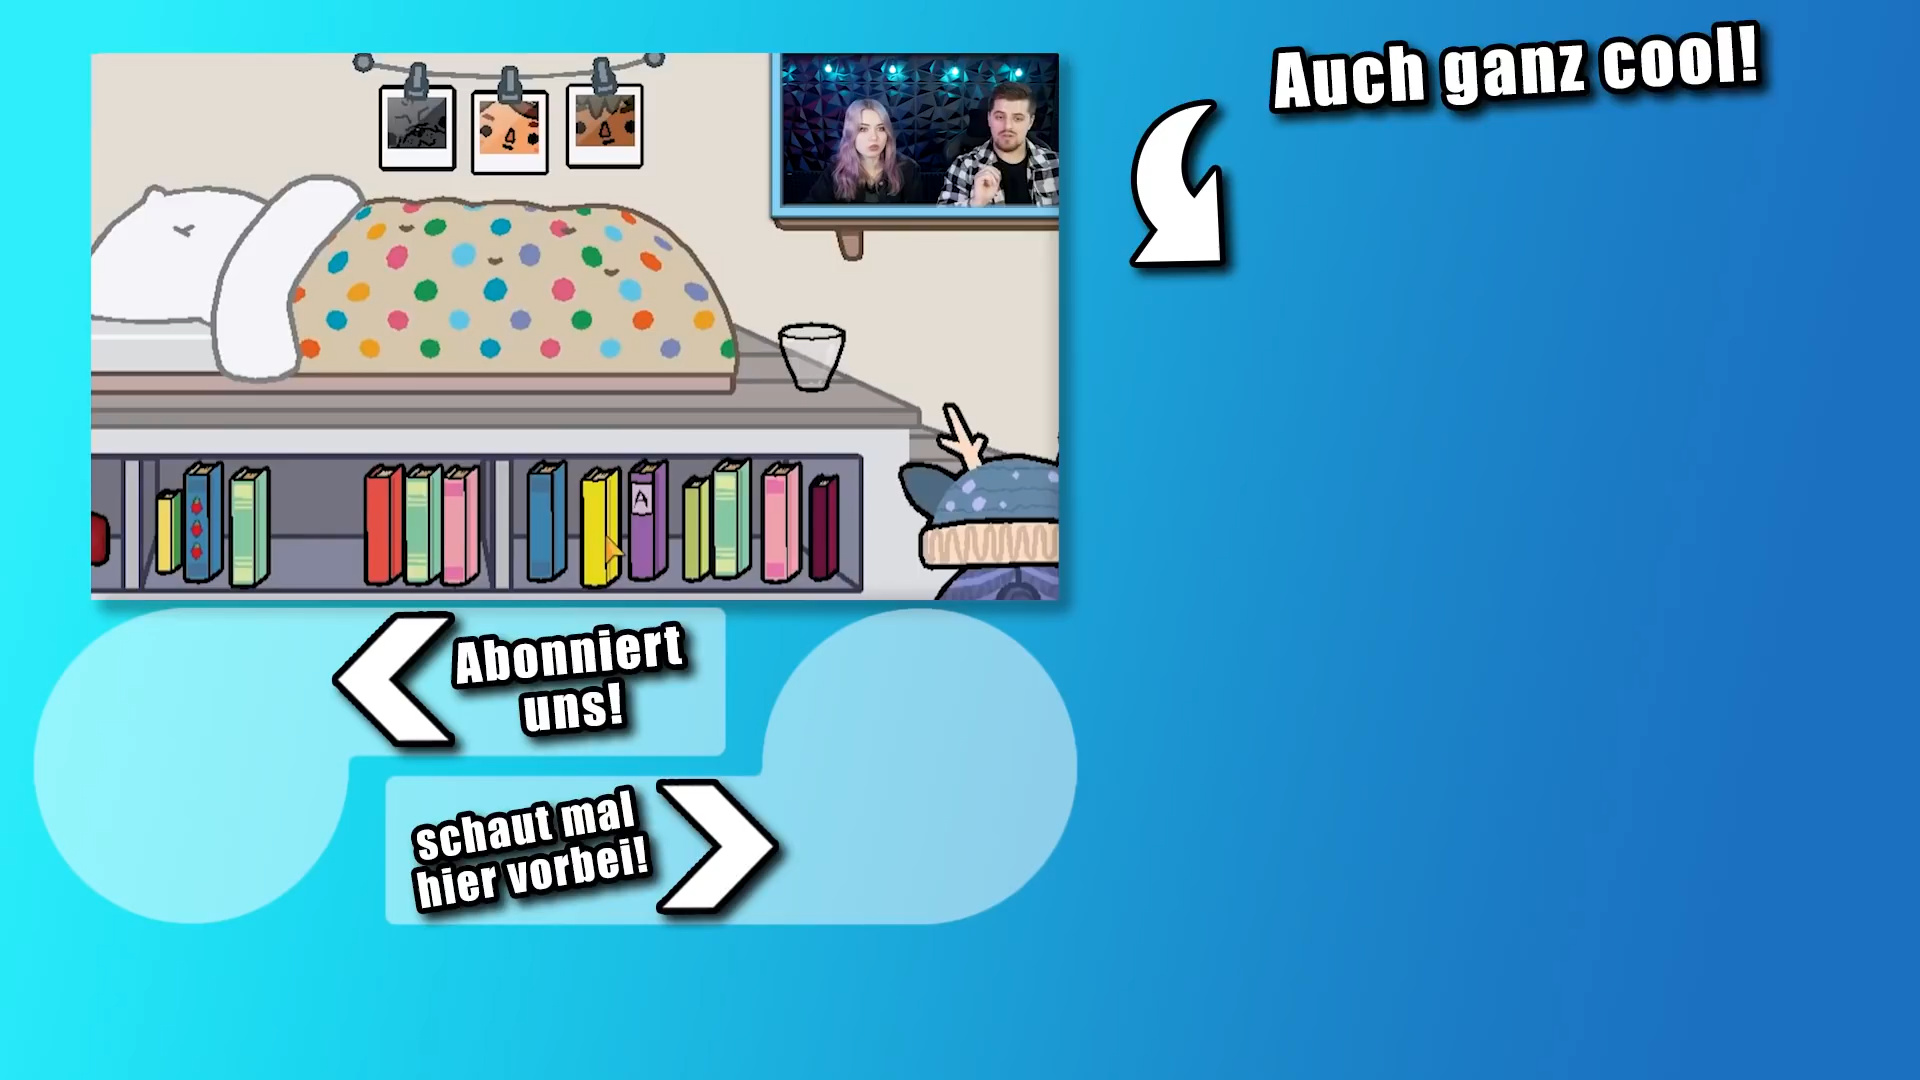 Auch ganz cool!
A
Abonniert
uns!
schaut mal
hier vorbei!